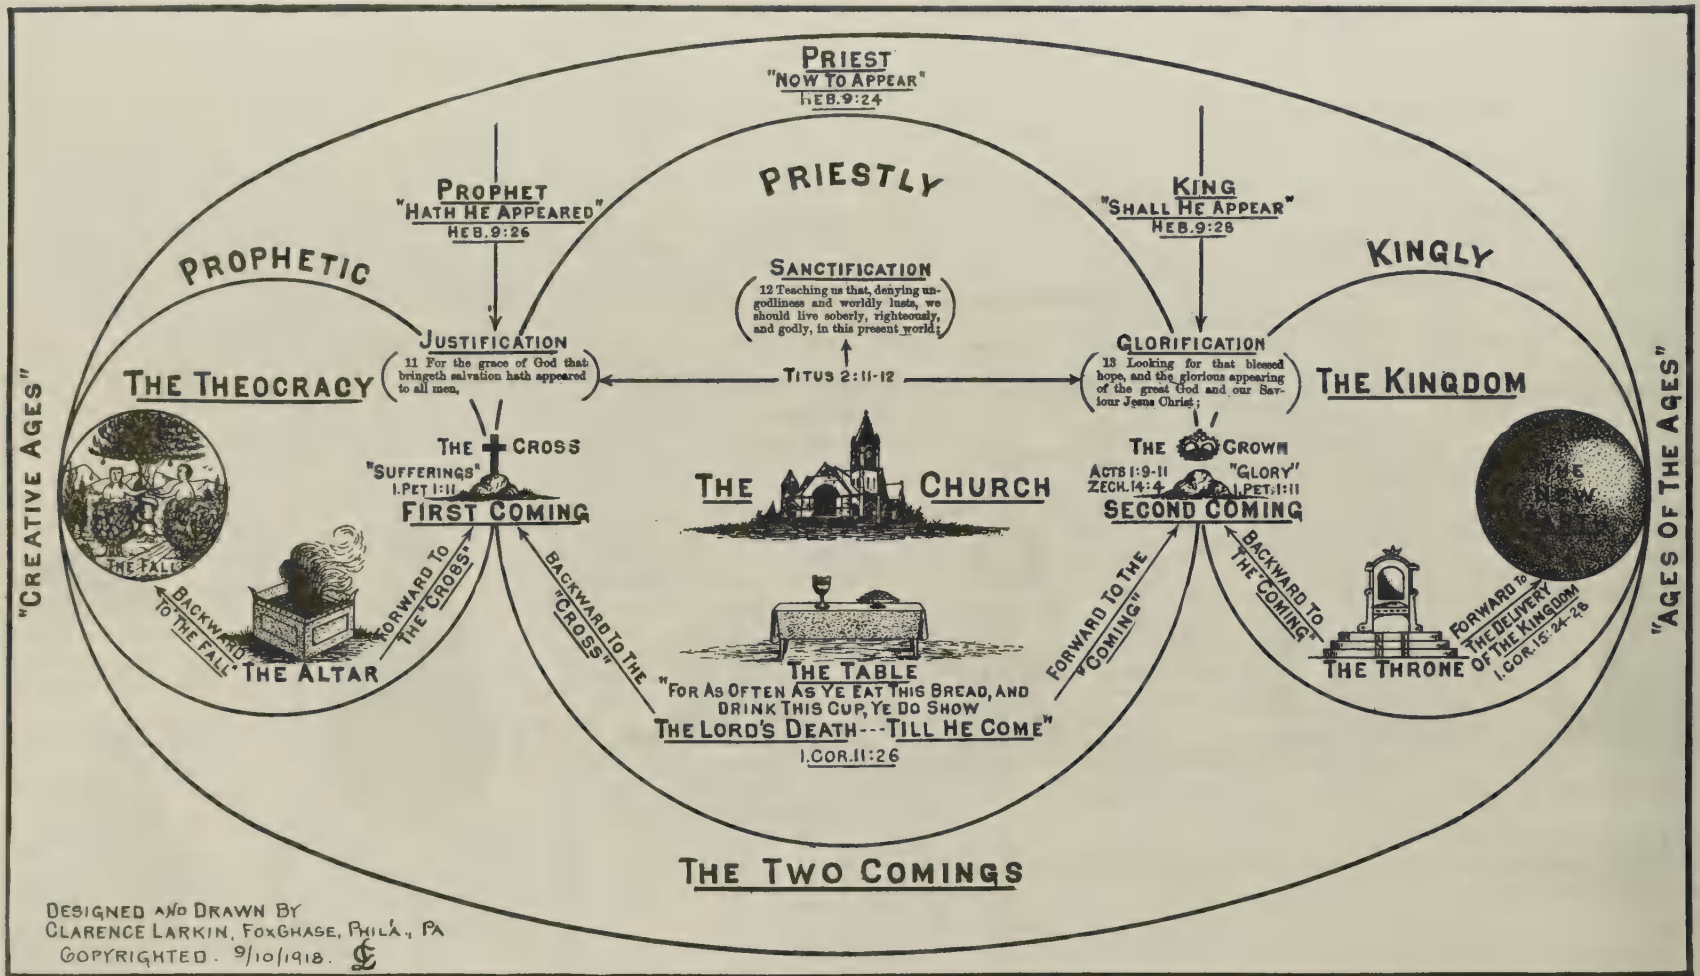 PRIEST
"NOW TO APPEAR"
HEB. 9:24
PRIESTLY
PROPHET
"HATH HE APPEARED"
HEB. 9:26
KING
"SHALL HE APPEAR"
HEB. 9:28
PROPHETIC
KINGLY
SANCTIFICATION
12 Teaching us that, denying un-
godliness and worldly lusts, we
should live soberly, righteously,
and godly, in this present world;
JUSTIFICATION
11 For the grace of God that
bringeth salvation hath appeared
to all men,
TITUS 2:11-12
GLORIFICATION
13 Looking for that blessed
hope, and the glorious appearing
of the great God and our Sav-
iour Jesus Christ;
"CREATIVE AGES"
THE THEOCRACY
THE KINGDOM
"AGES OF THE AGES"
THE CROSS
"SUFFERINGS"
1. PET 1:11
FIRST COMING
THE CHURCH
THE CROWN
ACTS 1:9-11
ZECH. 14:4
"GLORY"
1. PET. 1:11
SECOND COMING
THE
NEW
EARTH
THE FALL
BACKWARD
TO "THE FALL"
THE ALTAR
FORWARD TO
THE "CROSS"
BACKWARD TO THE
"CROSS"
THE TABLE
"FOR AS OFTEN AS YE EAT THIS BREAD, AND
DRINK THIS CUP, YE DO SHOW
THE LORD'S DEATH---TILL HE COME"
1. COR. 11:26
FORWARD TO THE
"COMING"
BACKWARD TO
THE "COMING"
THE THRONE
FORWARD TO
THE DELIVERY
OF THE KINGDOM
1. COR. 15:24-28
THE TWO COMINGS
DESIGNED AND DRAWN BY
CLARENCE LARKIN, FOXCHASE, PHIL'A., PA
COPYRIGHTED. 9/10/1918. CL